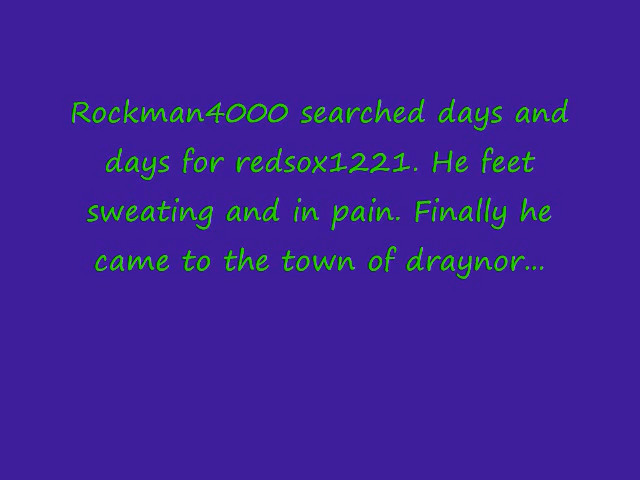 Rockman4000 searched days and
days for redsox1221. He feet
sweating and in pain. Finally he
came to the town of draynor...